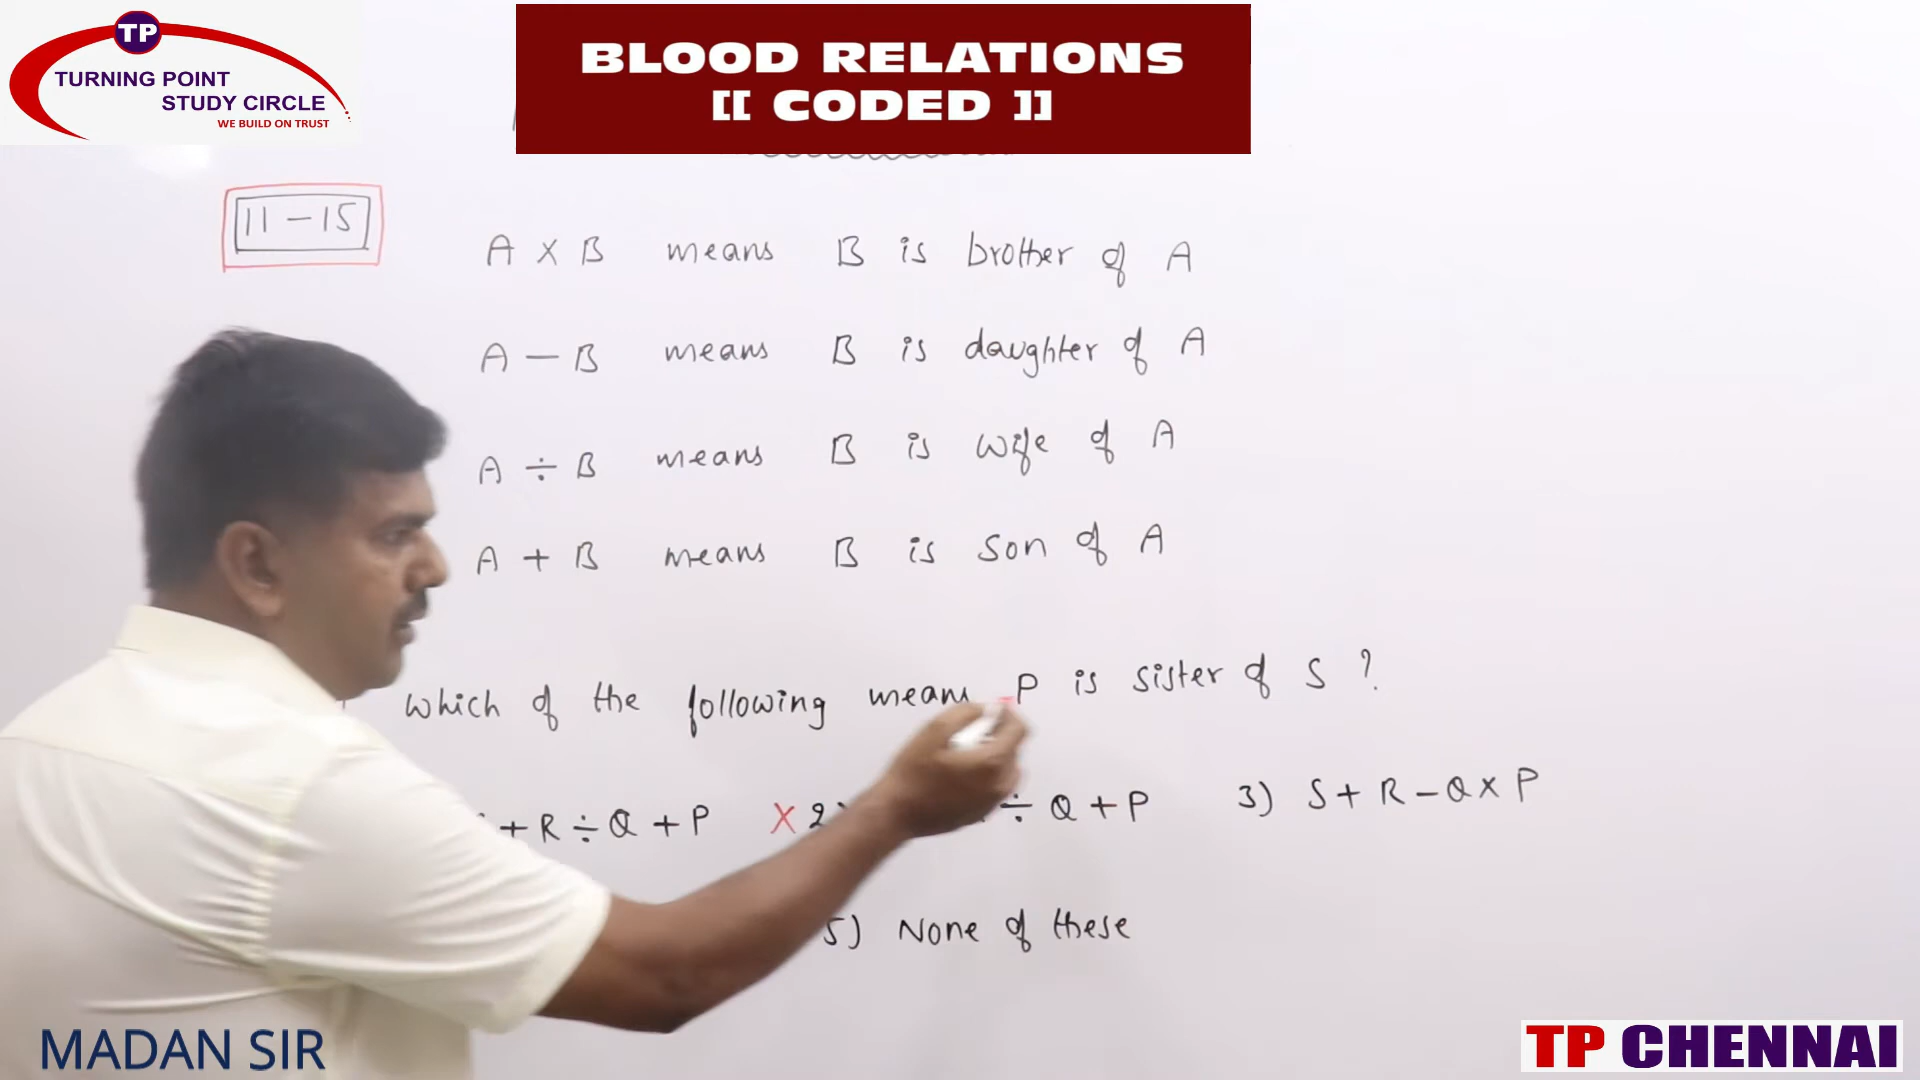 TP
TURNING POINT
STUDY CIRCLE
WE BUILD ON TRUST
BLOOD RELATIONS
[[ CODED ]]
11 - 15
A × B means B is brother of A
A - B means B is daughter of A
A ÷ B means B is wife of A
A + B means B is son of A
which of the following means P is sister of S ?
+ R ÷ Q + P X 2 ÷ Q + P 3) S + R - Q × P
5) None of these
MADAN SIR
TP CHENNAI